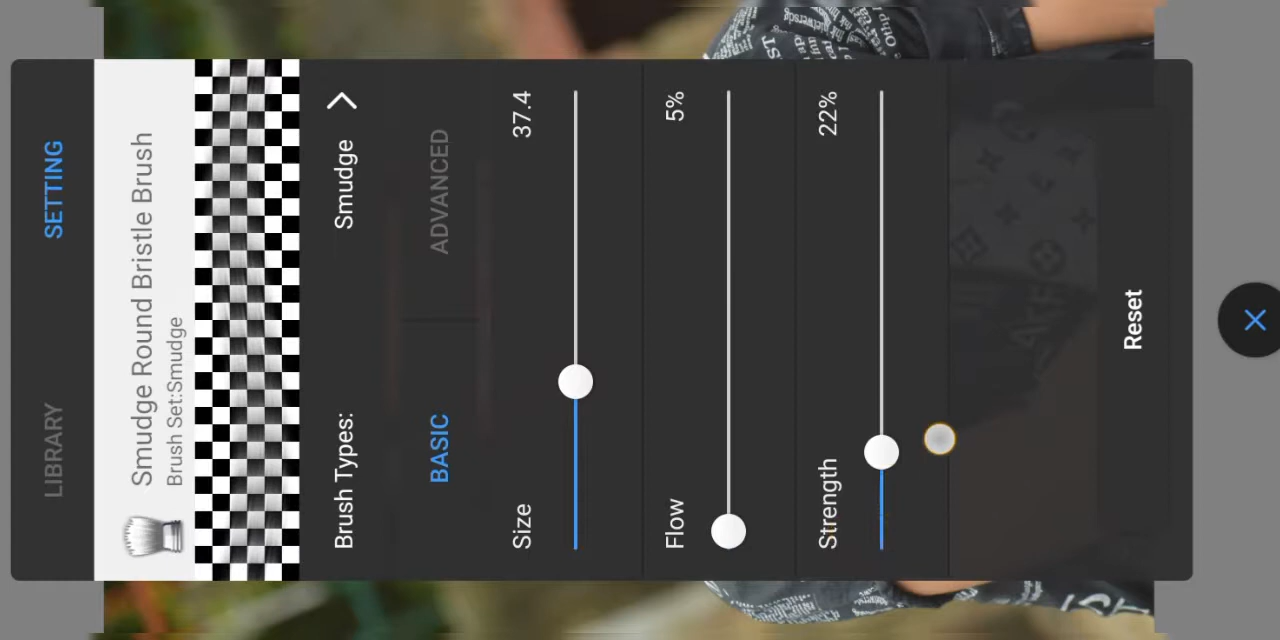 LIBRARY
SETTING
Smudge Round Bristle Brush
Brush Set:Smudge
Brush Types:
Smudge
BASIC
ADVANCED
Size
37.4
Flow
5%
Strength
22%
Reset